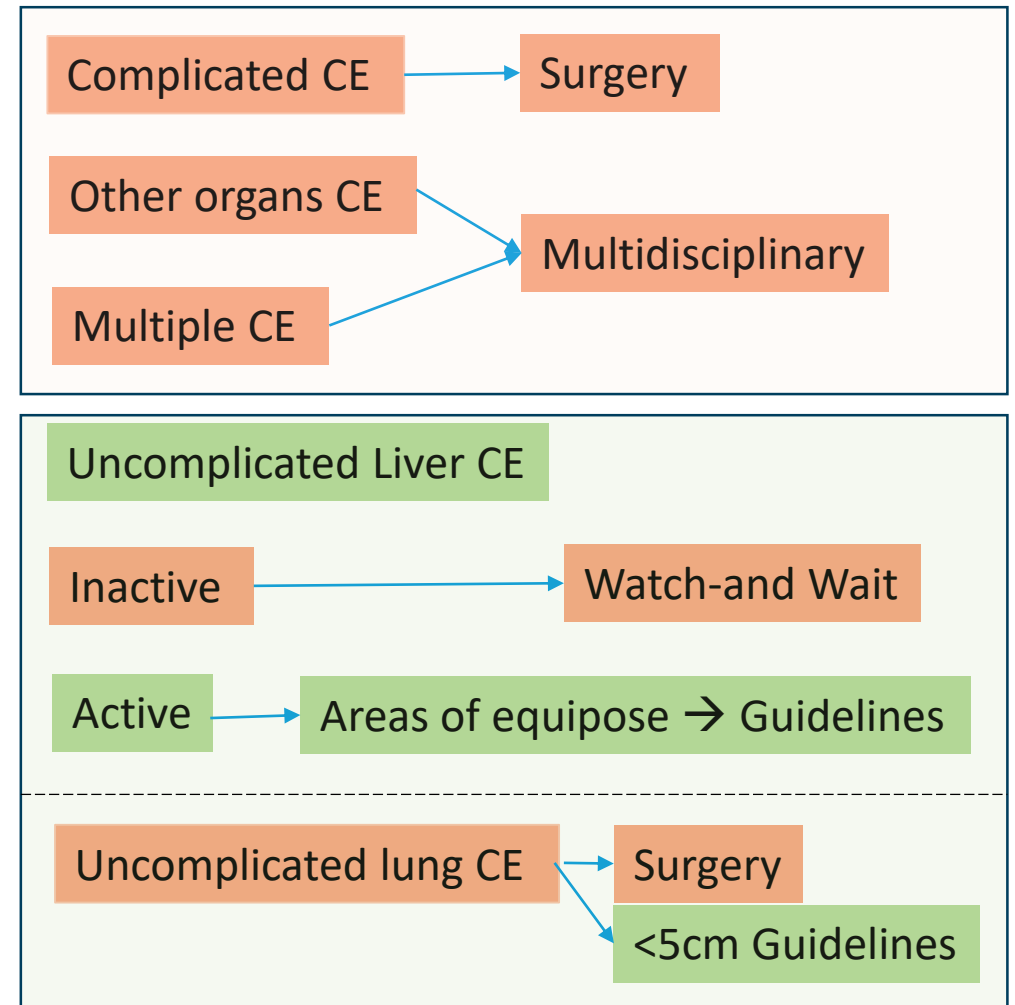 Complicated CE
Surgery
Other organs CE
Multidisciplinary
Multiple CE
Uncomplicated Liver CE
Inactive
Watch-and Wait
Active
Areas of equipose → Guidelines
Uncomplicated lung CE
Surgery
<5cm Guidelines